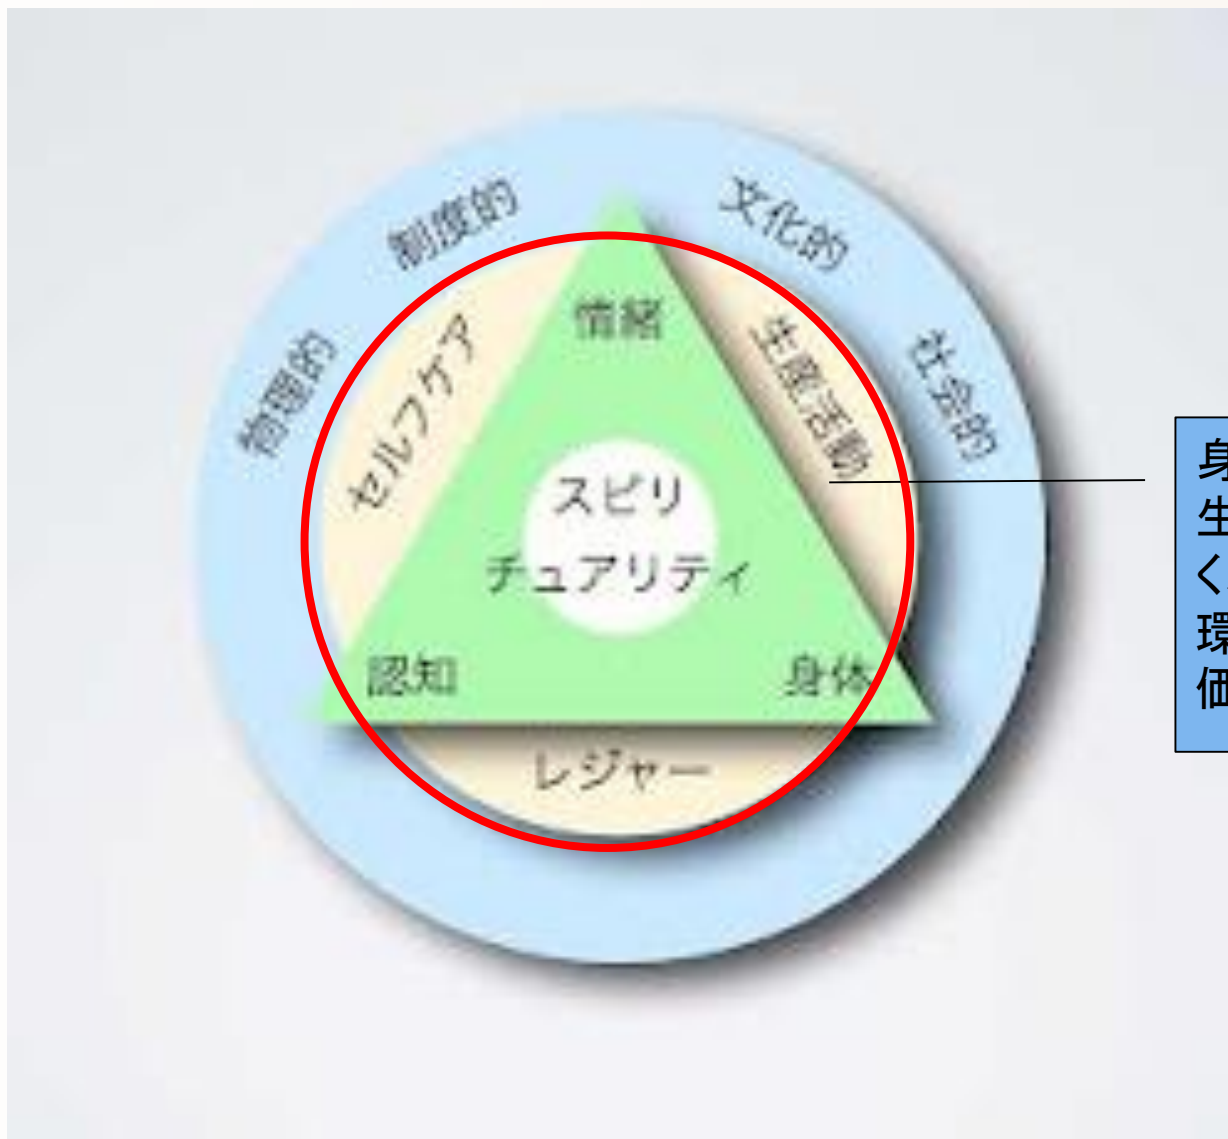 制度的
文化的
物理的
社会的
セルフケア
情緒
生産活動
スピリ
チュアリティ
認知
身体
レジャー
身
生
く
環
価